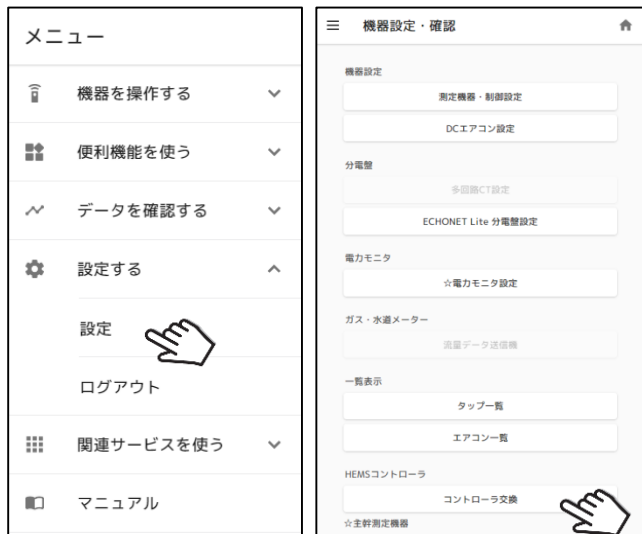 メニュー
機器を操作する
便利機能を使う
データを確認する
設定する
設定
ログアウト
関連サービスを使う
マニュアル
機器設定・確認
機器設定
測定機器・制御設定
DCエアコン設定
分電盤
多回路CT設定
ECHONET Lite 分電盤設定
電力モニタ
☆電力モニタ設定
ガス・水道メーター
流量データ送信機
一覧表示
タップ一覧
エアコン一覧
HEMSコントローラ
コントローラ交換
☆主幹測定機器